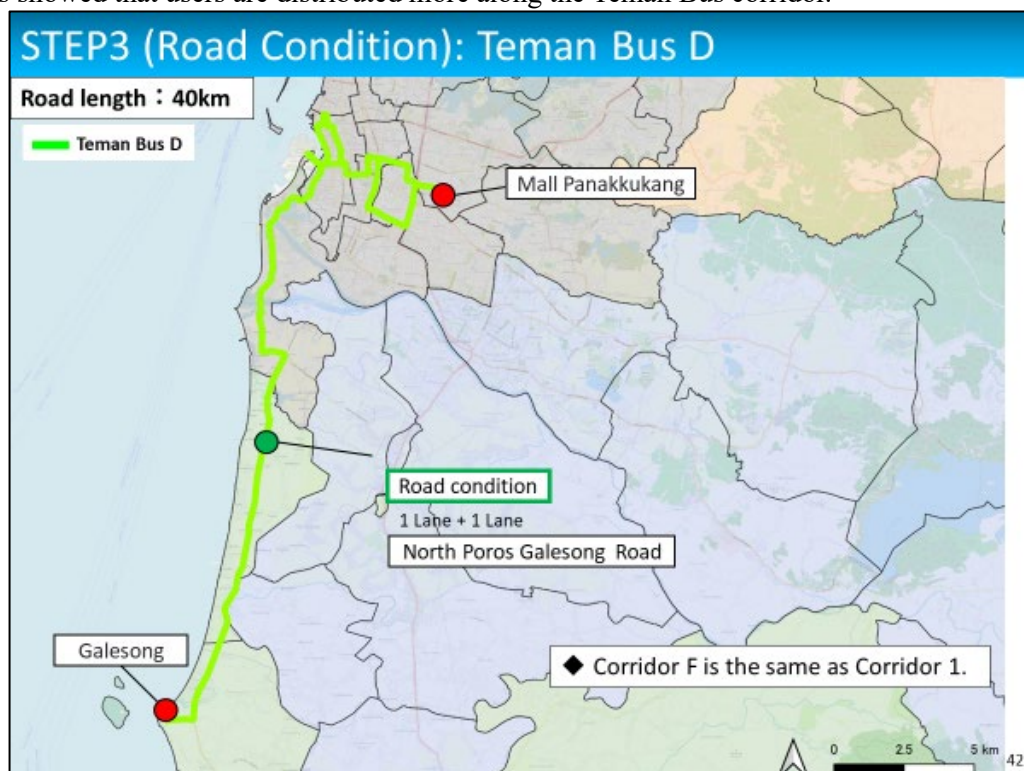 s showed that users are distributed more along the Teman Bus corridor.
STEP3 (Road Condition): Teman Bus D
Road length：40km
Teman Bus D
Mall Panakkukang
Road condition
1 Lane + 1 Lane
North Poros Galesong Road
Galesong
◆ Corridor F is the same as Corridor 1.
0 2.5 5 km
42